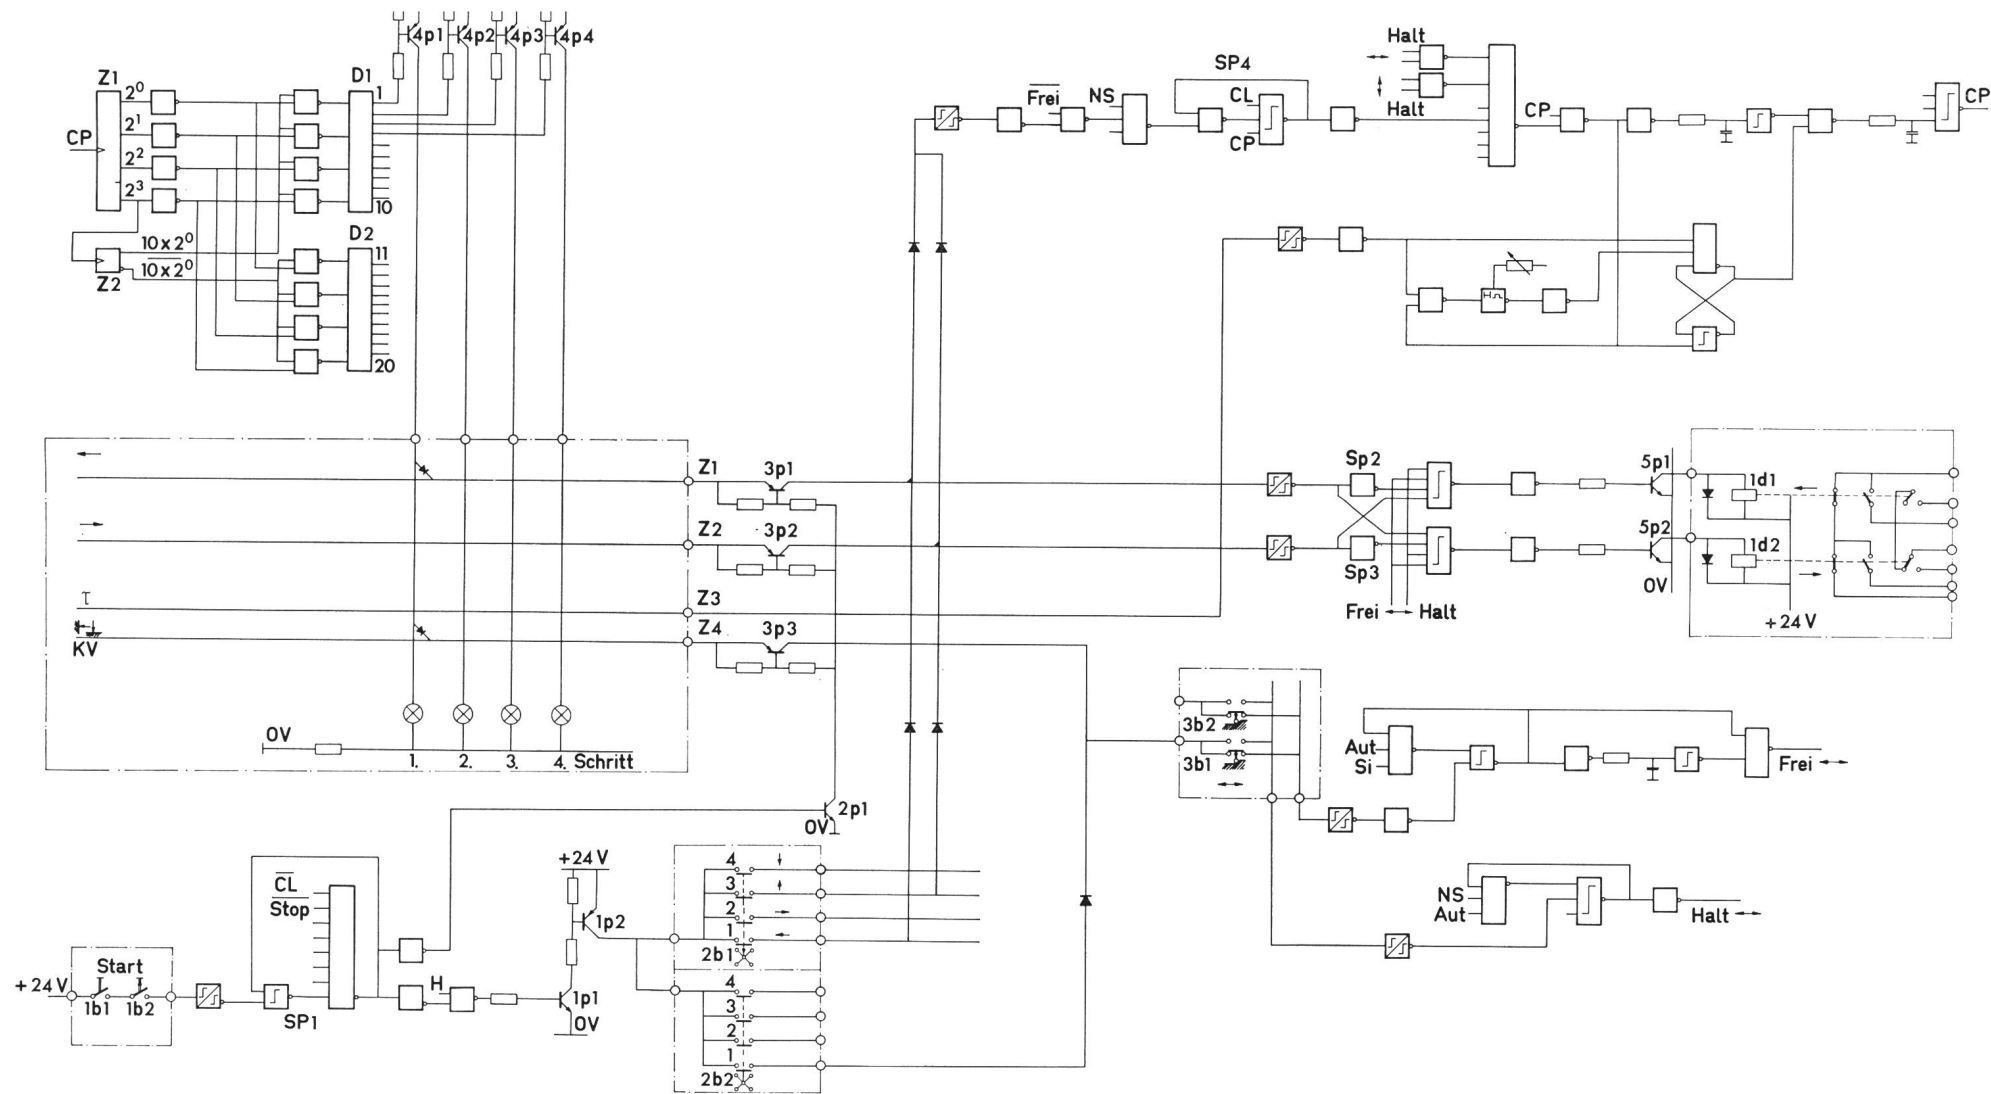 4p1 4p2 4p3 4p4
Z1
2⁰
2¹
2²
2³
CP
D1
1
10
D2
11
20
10x2⁰
1̅0̅x̅2̅⁰
Z2
SP4
F̅r̅e̅i̅
NS
CL
CP
Halt
Halt
CP
CP
KV
τ
0V
1. 2. 3. 4. Schritt
Z1
3p1
Z2
3p2
Z3
Z4
3p3
2p1
0V
Sp2
Sp3
Frei ↔ Halt
5p1
5p2
0V
1d1
1d2
+24V
3b2
3b1
Aut
Si
Frei ↔
NS
Aut
Halt ↔
+24V
Start
1b1 1b2
SP1
C̅L̅
S̅t̅o̅p̅
H
+24V
1p2
1p1
0V
4
3
2
1
2b1
4
3
2
1
2b2